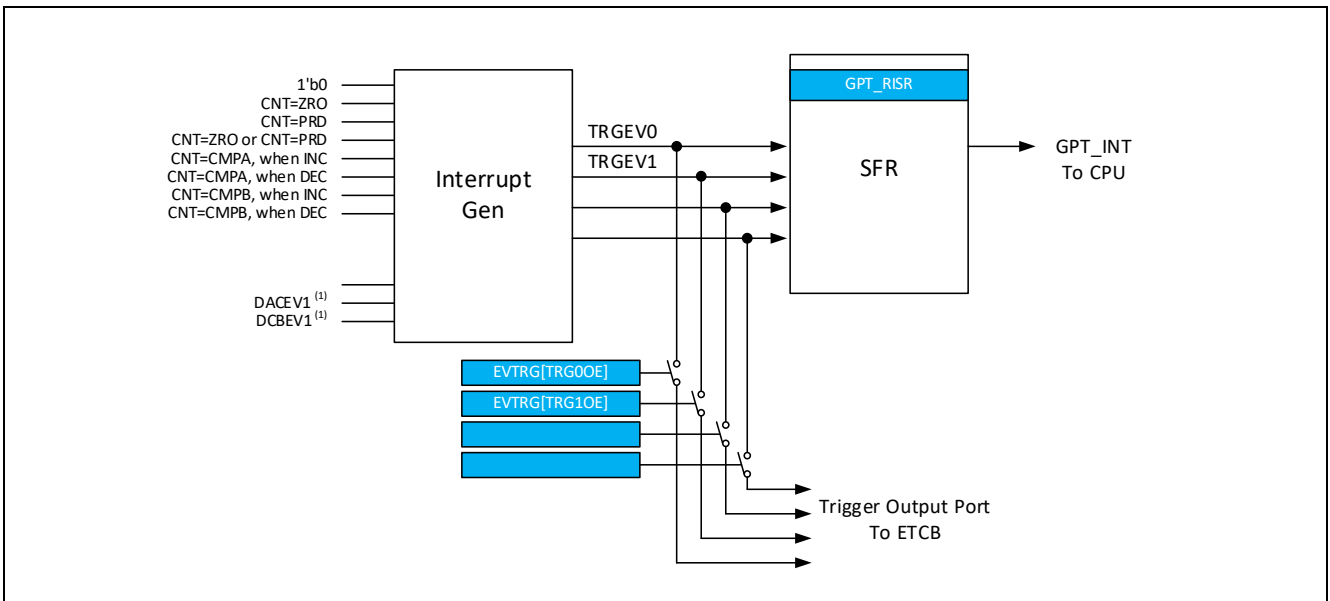 1'b0
CNT=ZRO
CNT=PRD
CNT=ZRO or CNT=PRD
CNT=CMPA, when INC
CNT=CMPA, when DEC
CNT=CMPB, when INC
CNT=CMPB, when DEC
DACEV1 (1)
DCBEV1 (1)
Interrupt
Gen
TRGEV0
TRGEV1
GPT_RISR
SFR
GPT_INT
To CPU
EVTRG[TRG0OE]
EVTRG[TRG1OE]
Trigger Output Port
To ETCB